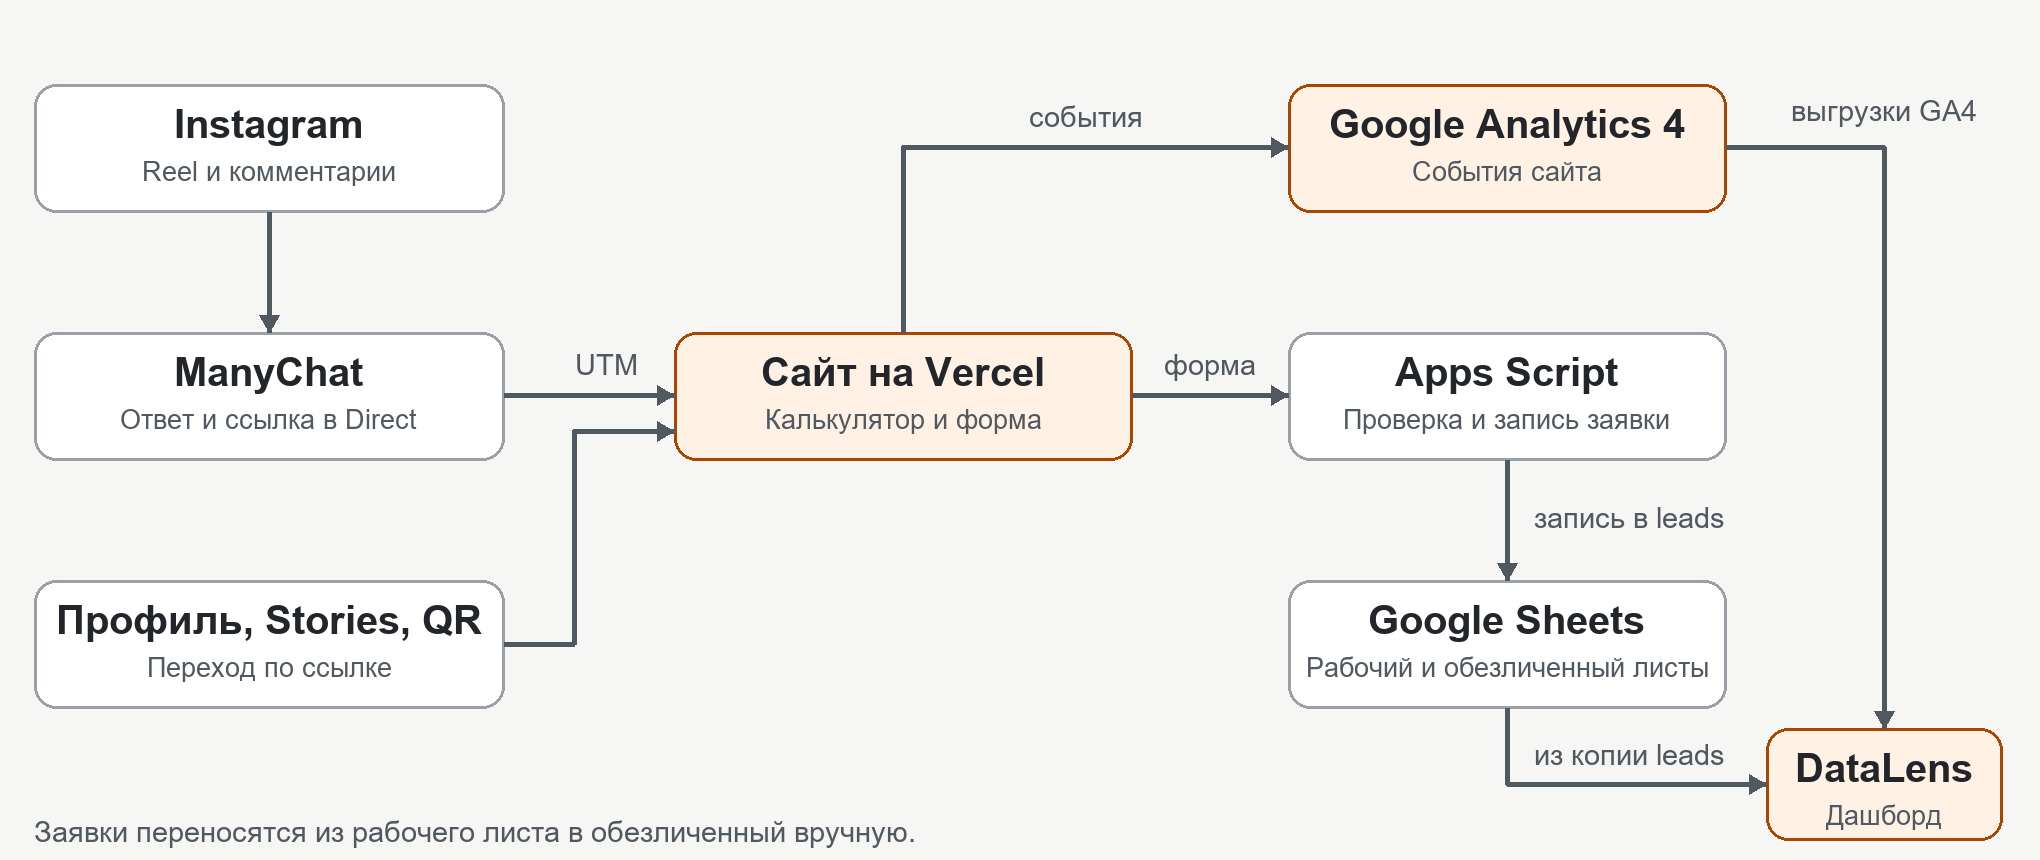 Instagram
Reel и комментарии
события
Google Analytics 4
События сайта
выгрузки GA4
ManyChat
Ответ и ссылка в Direct
UTM
Сайт на Vercel
Калькулятор и форма
форма
Apps Script
Проверка и запись заявки
запись в leads
Профиль, Stories, QR
Переход по ссылке
Google Sheets
Рабочий и обезличенный листы
из копии leads
DataLens
Дашборд
Заявки переносятся из рабочего листа в обезличенный вручную.